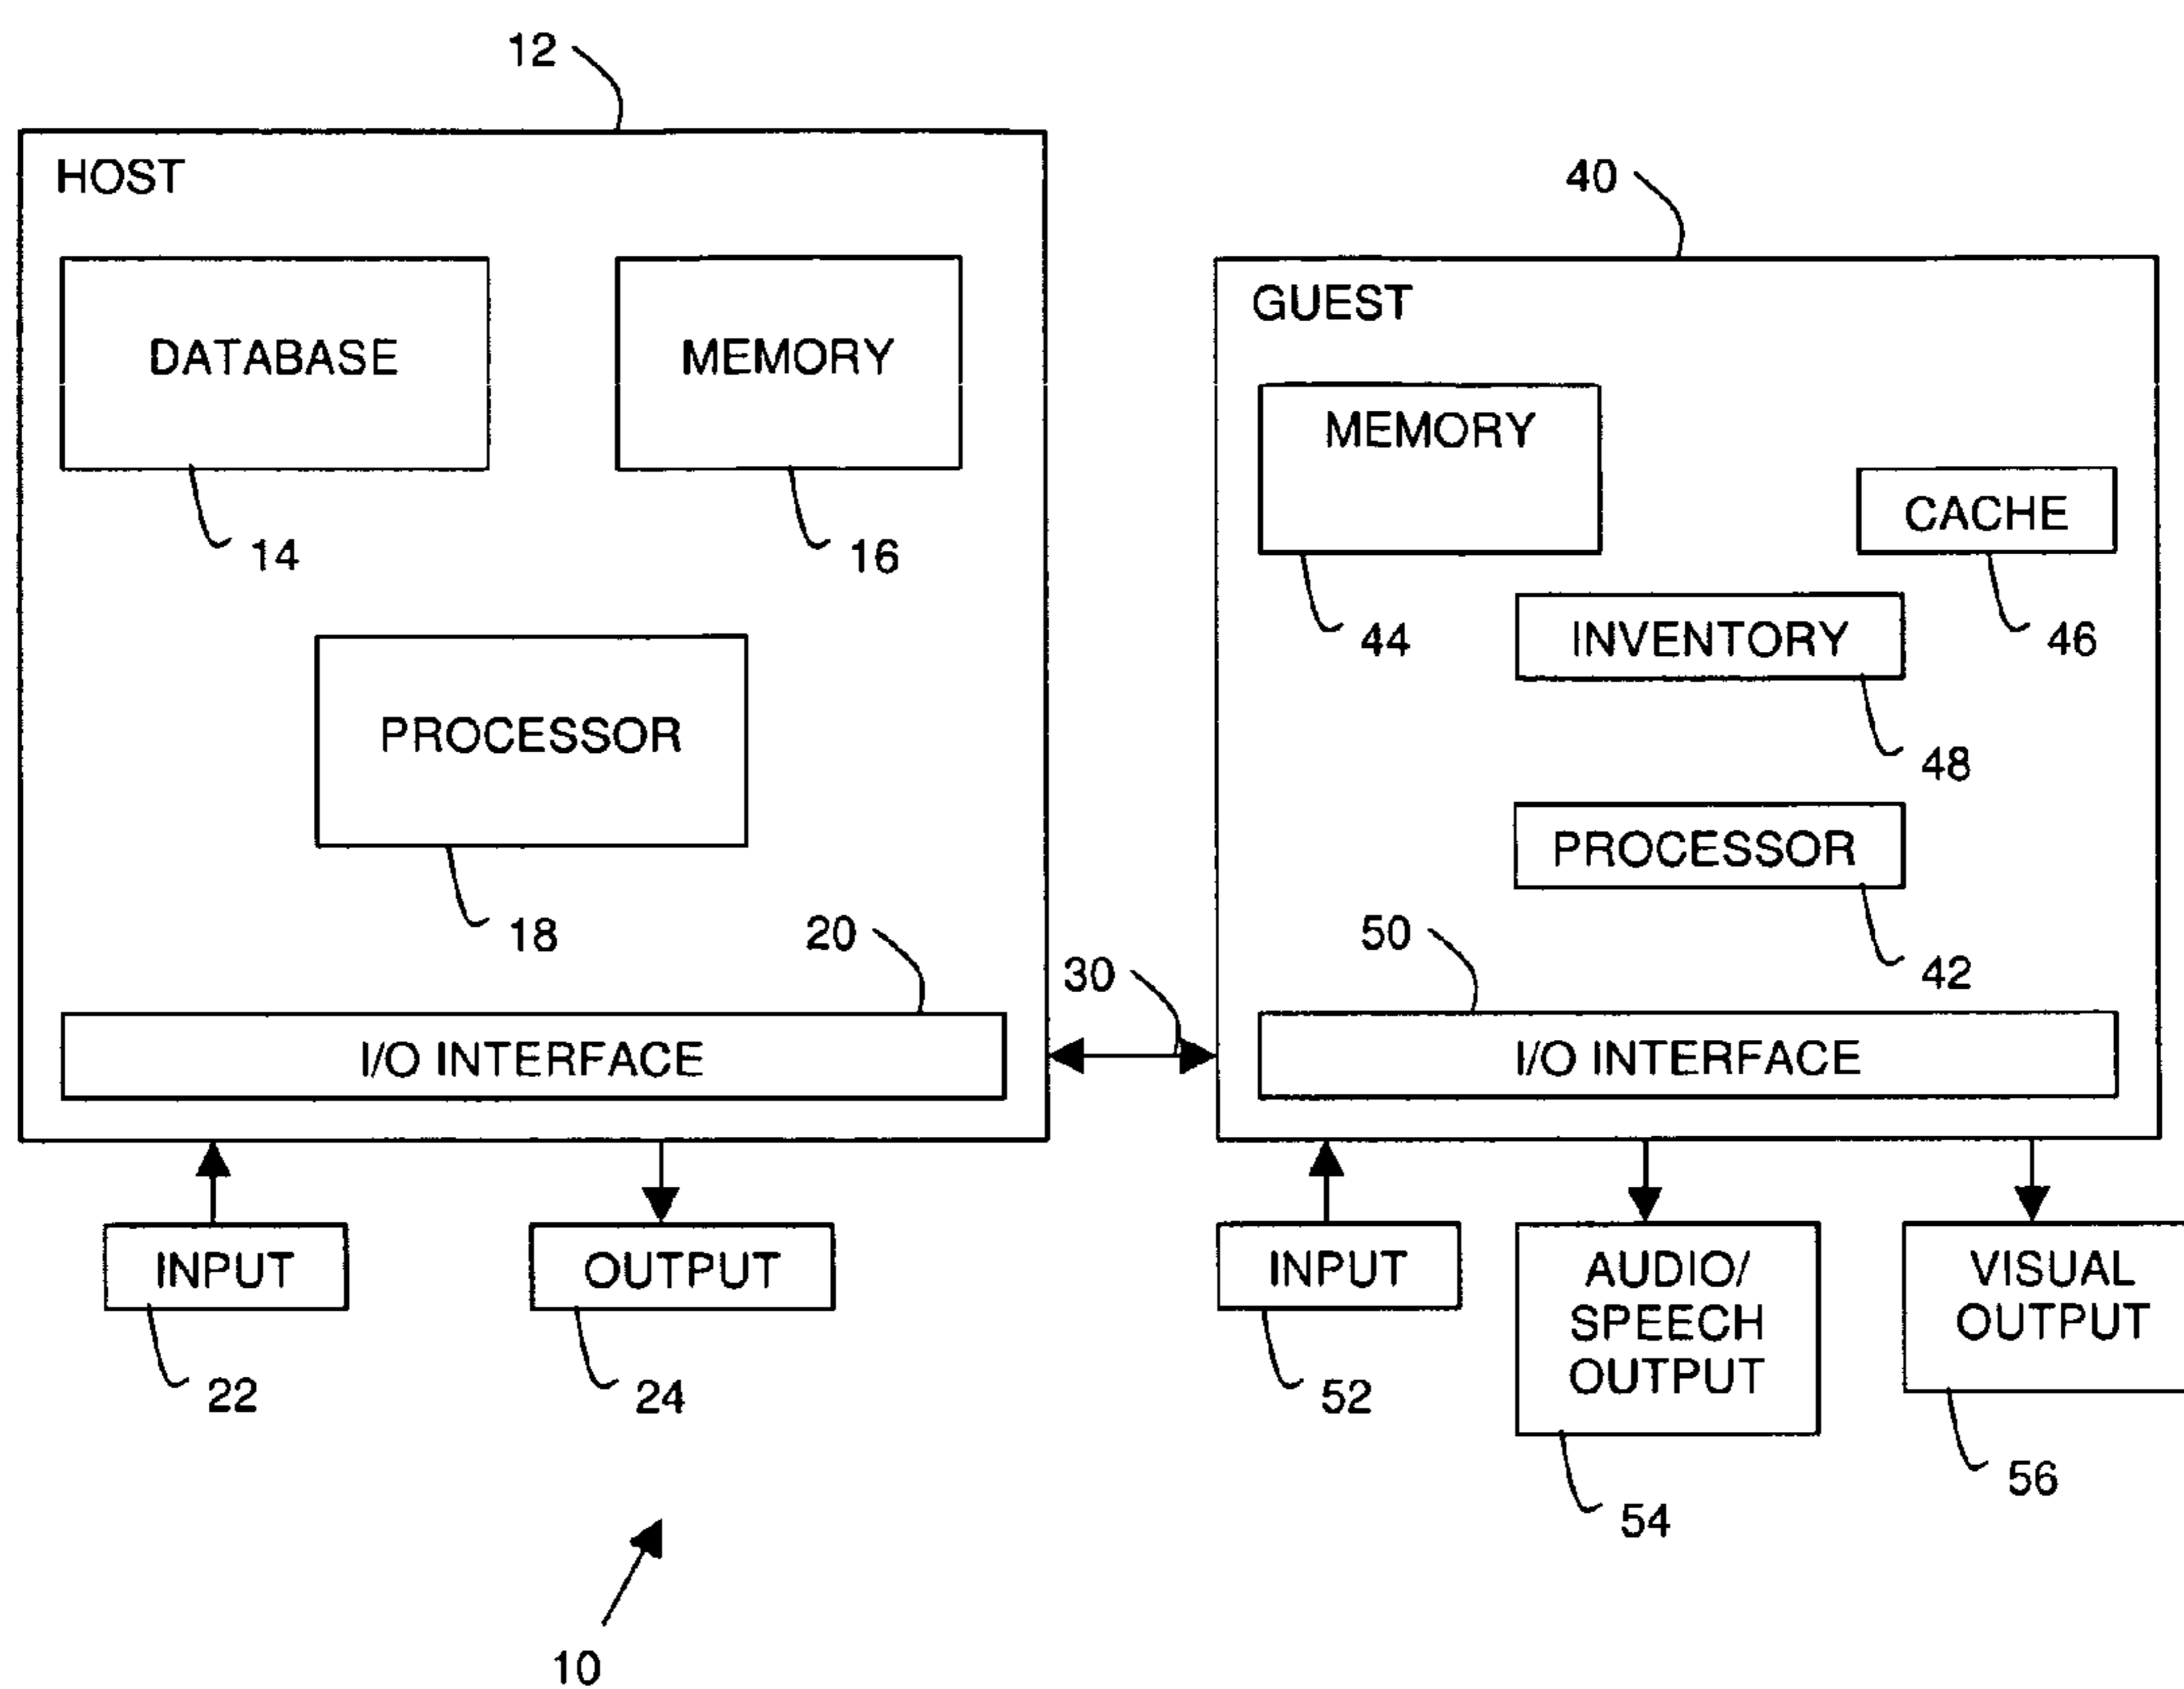 12
HOST
40
GUEST
DATABASE
MEMORY
14
16
MEMORY
CACHE
44
46
INVENTORY
48
PROCESSOR
18
PROCESSOR
42
20
30
50
I/O INTERFACE
I/O INTERFACE
INPUT
22
OUTPUT
24
INPUT
52
AUDIO/
SPEECH
OUTPUT
54
VISUAL
OUTPUT
56
10